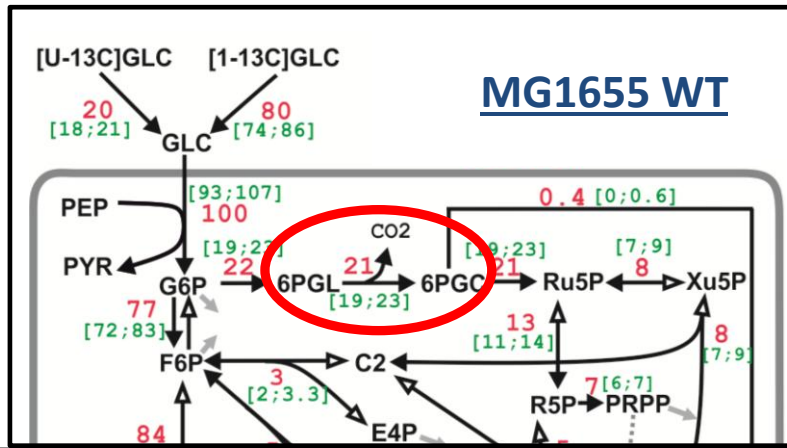 [U-13C]GLC [1-13C]GLC
MG1655 WT
20 80
[18;21] [74;86]
GLC
[93;107]
PEP 100 0.4 [0;0.6]
CO2
[19;23] [19;23] [7;9]
PYR 22 21 21 8
G6P 6PGL 6PGC Ru5P Xu5P
[19;23]
77 13 8
[72;83] [11;14] [7;9]
F6P C2
3 7 [6;7]
[2;3.3] R5P PRPP
84 E4P